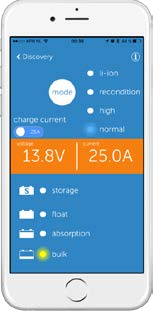 Discovery
li-ion
recondition
mode
high
charge current
normal
25A
voltage current
13.8V 25.0A
S storage
float
absorption
bulk